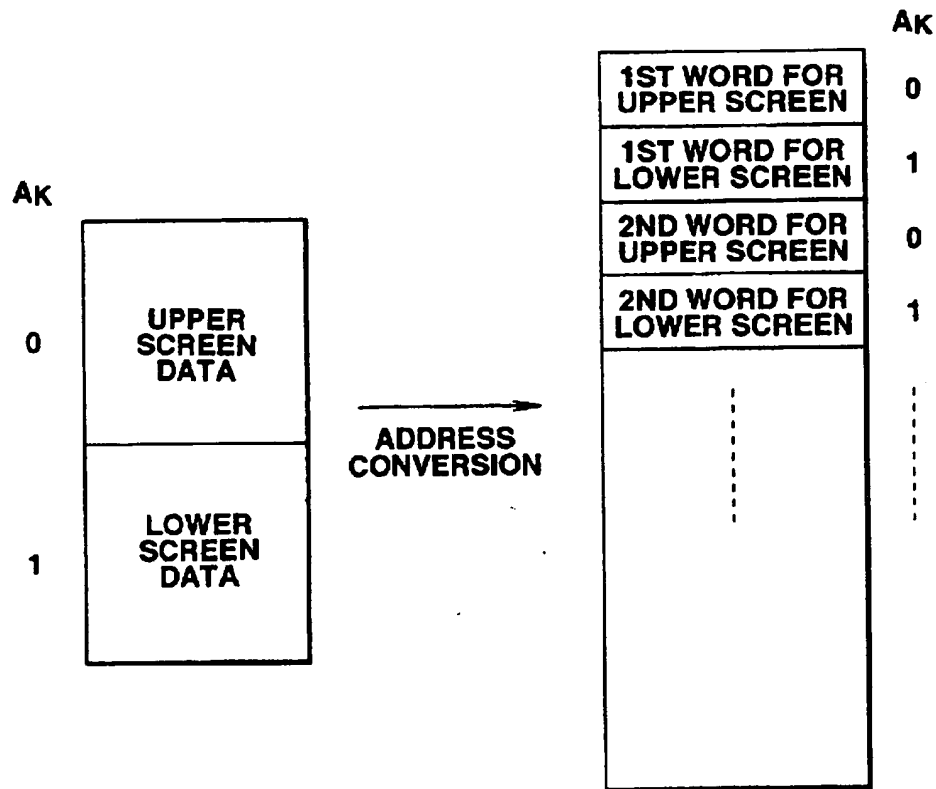 AK
0
UPPER
SCREEN
DATA
1
LOWER
SCREEN
DATA
ADDRESS
CONVERSION
AK
1ST WORD FOR
UPPER SCREEN
0
1ST WORD FOR
LOWER SCREEN
1
2ND WORD FOR
UPPER SCREEN
0
2ND WORD FOR
LOWER SCREEN
1